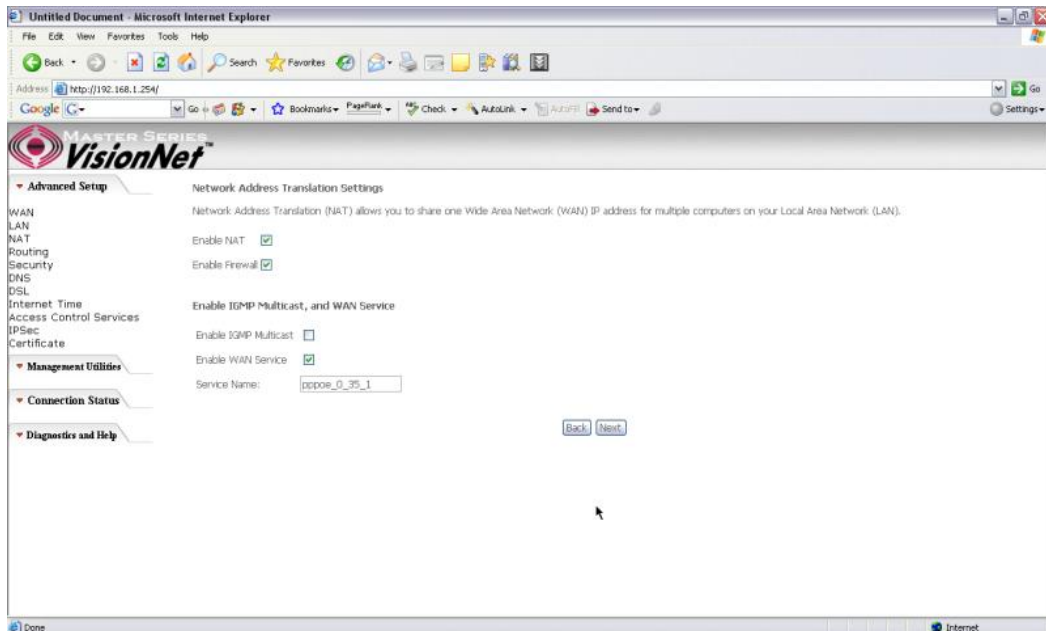 Untitled Document - Microsoft Internet Explorer
File Edit View Favorites Tools Help
Back Search Favorites
Address http://192.168.1.254/ Go
Google G Go Bookmarks PageRank Check AutoLink AutoFill Send to Settings
MASTER SERIES
VisionNet™
Advanced Setup
WAN
LAN
NAT
Routing
Security
DNS
DSL
Internet Time
Access Control Services
IPSec
Certificate
Management Utilities
Connection Status
Diagnostics and Help
Network Address Translation Settings
Network Address Translation (NAT) allows you to share one Wide Area Network (WAN) IP address for multiple computers on your Local Area Network (LAN).
Enable NAT
Enable Firewall
Enable IGMP Multicast, and WAN Service
Enable IGMP Multicast
Enable WAN Service
Service Name: pppoe_0_35_1
Back Next
Done Internet